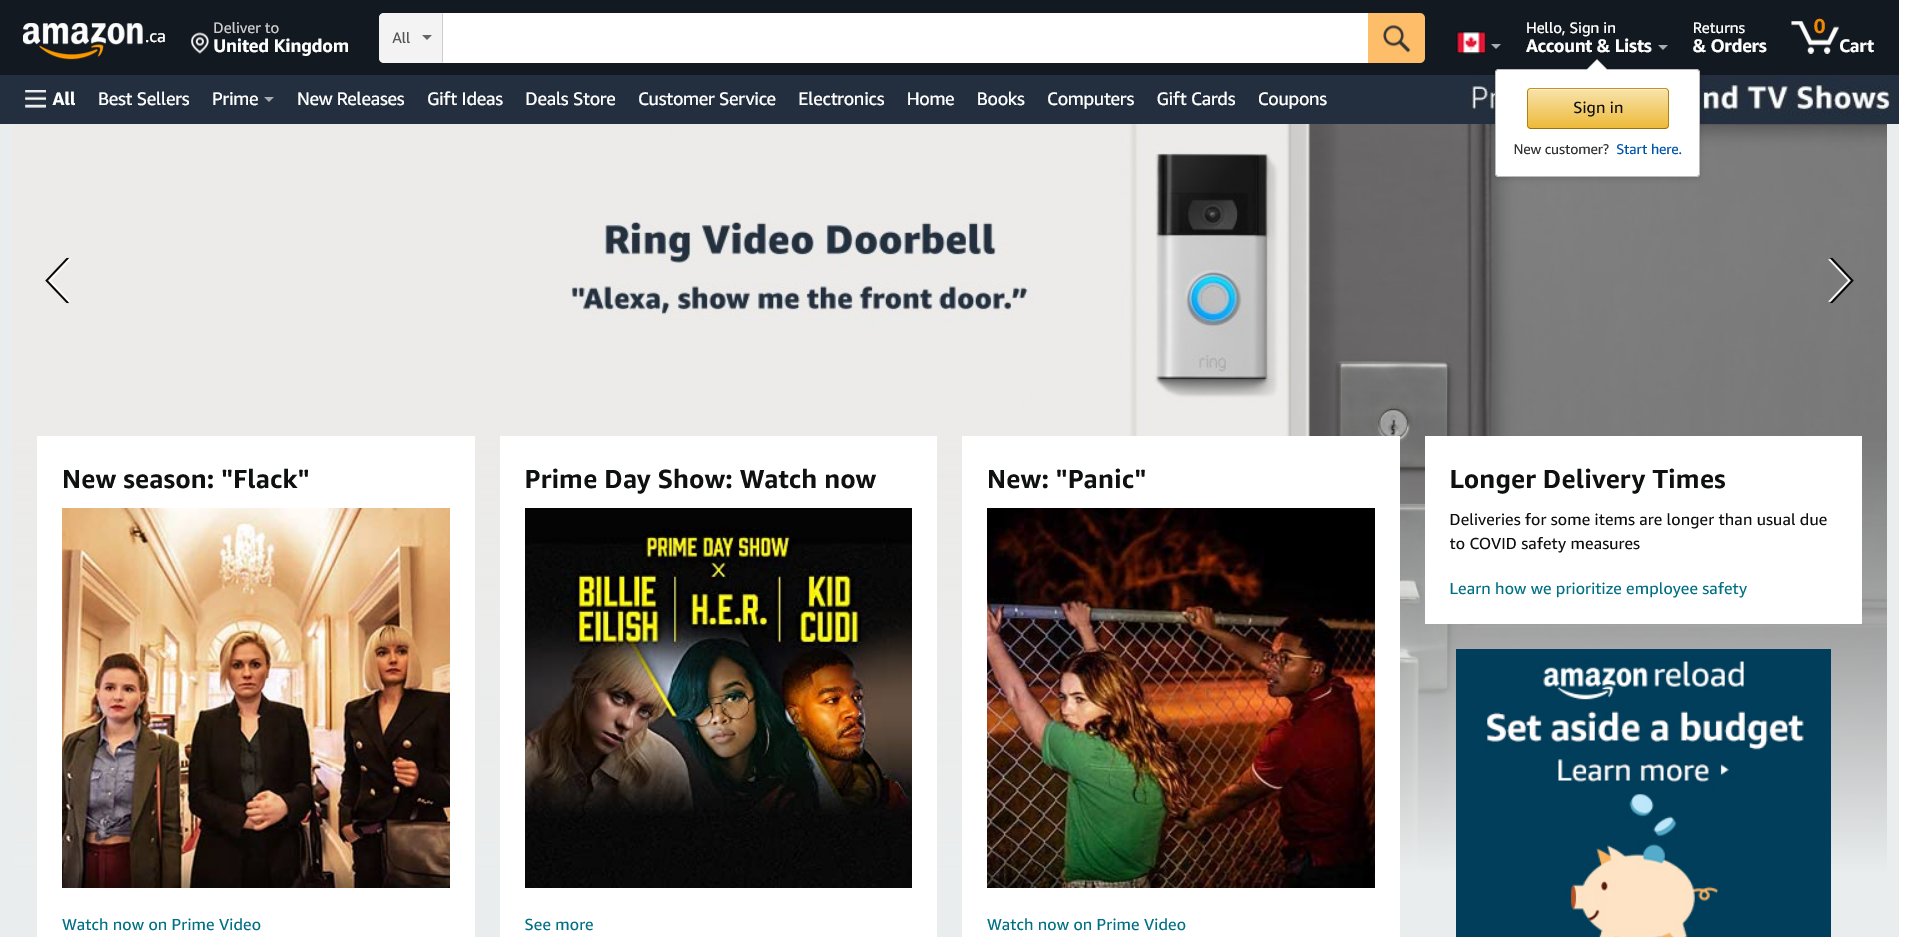 amazon.ca
Deliver to
United Kingdom
All
Hello, Sign in
Account & Lists
Returns
& Orders
0
Cart
All
Best Sellers
Prime
New Releases
Gift Ideas
Deals Store
Customer Service
Electronics
Home
Books
Computers
Gift Cards
Coupons
TV Shows
Sign in
New customer? Start here.
Ring Video Doorbell
"Alexa, show me the front door.”
ring
New season: "Flack"
Watch now on Prime Video
Prime Day Show: Watch now
PRIME DAY SHOW
X
BILLIE EILISH
H.E.R.
KID CUDI
See more
New: "Panic"
Watch now on Prime Video
Longer Delivery Times
Deliveries for some items are longer than usual due
to COVID safety measures
Learn how we prioritize employee safety
amazon reload
Set aside a budget
Learn more